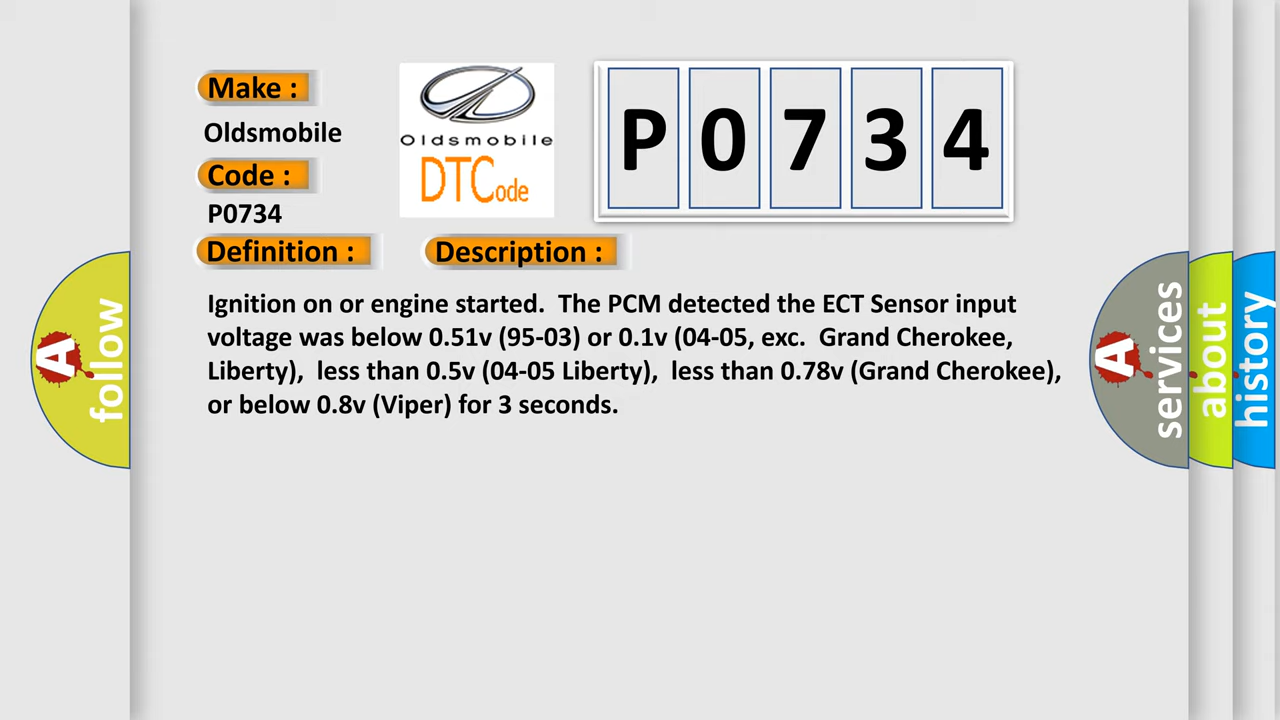 Make :
Oldsmobile
Code :
P0734
Definition :
Description :
Oldsmobile
DTCode
P0734
Ignition on or engine started. The PCM detected the ECT Sensor input
voltage was below 0.51v (95-03) or 0.1v (04-05, exc. Grand Cherokee,
Liberty), less than 0.5v (04-05 Liberty), less than 0.78v (Grand Cherokee),
or below 0.8v (Viper) for 3 seconds.
A
follow
A
services
about
history